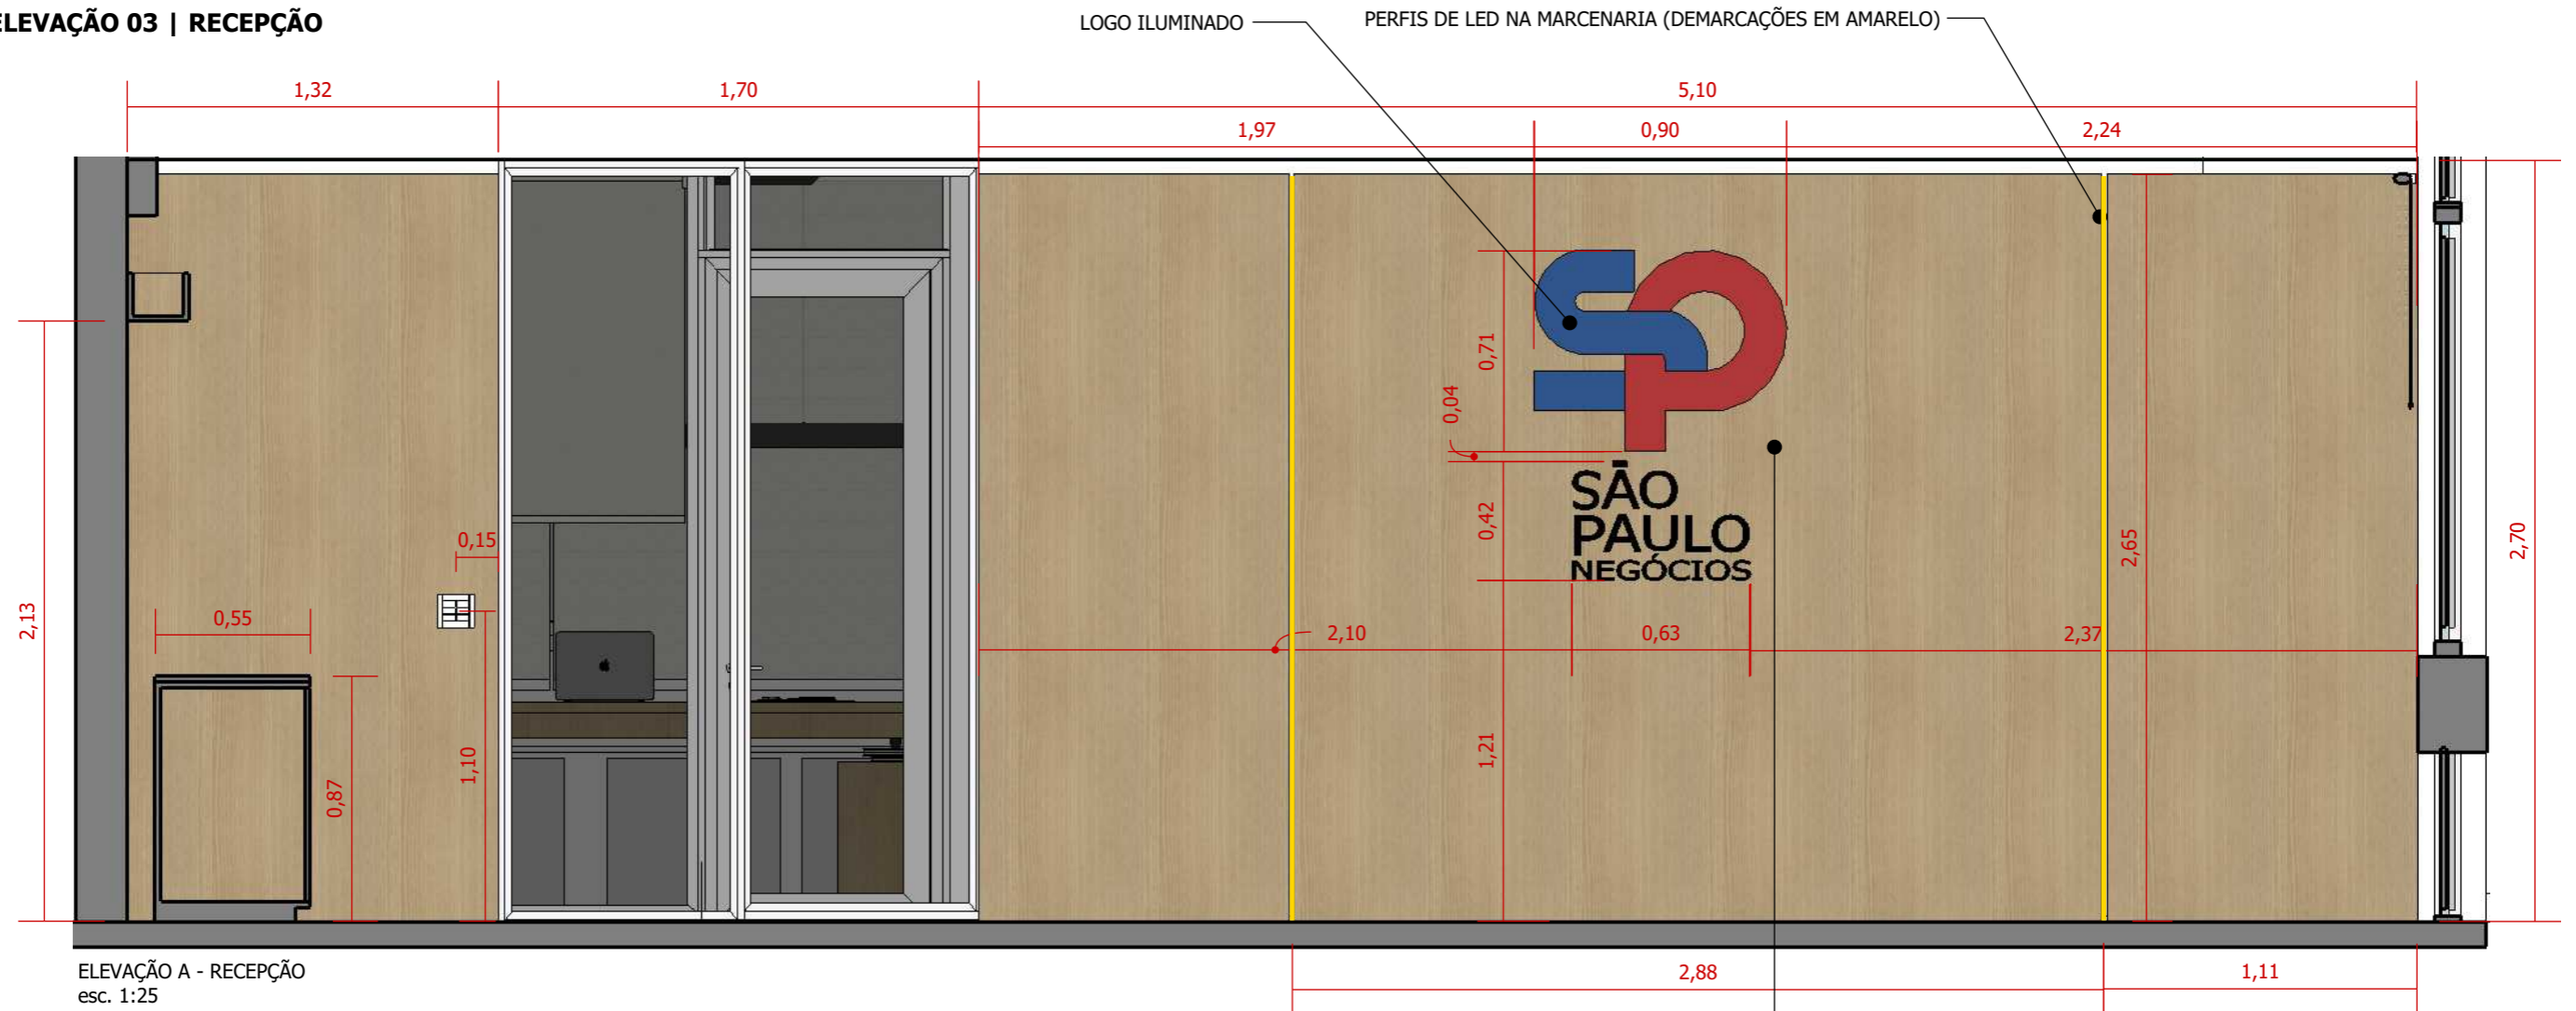 ELEVAÇÃO 03 | RECEPÇÃO
LOGO ILUMINADO
PERFIS DE LED NA MARCENARIA (DEMARCAÇÕES EM AMARELO)
1,32
1,70
5,10
1,97
0,90
2,24
0,71
0,04
SÃO
PAULO
NEGÓCIOS
0,42
0,15
2,65
2,70
2,13
0,55
2,10
0,63
2,37
0,87
1,10
1,21
ELEVAÇÃO A - RECEPÇÃO
esc. 1:25
2,88
1,11